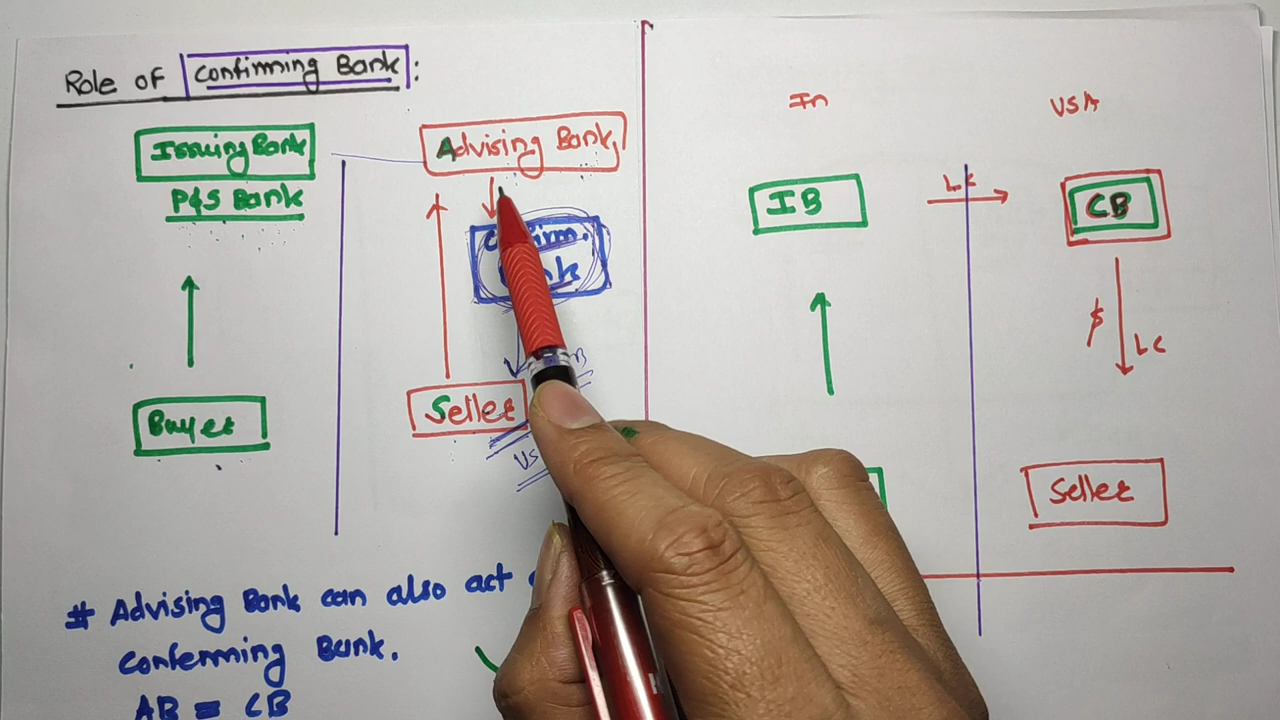 Role of Confirming Bank:
Issuing Bank
P&S Bank
Buyer
Advising Bank
Seller
# Advising Bank can also act
Conferming Bank.
AB = CB
In
USA
IB
LC
CB
$
LC
Seller